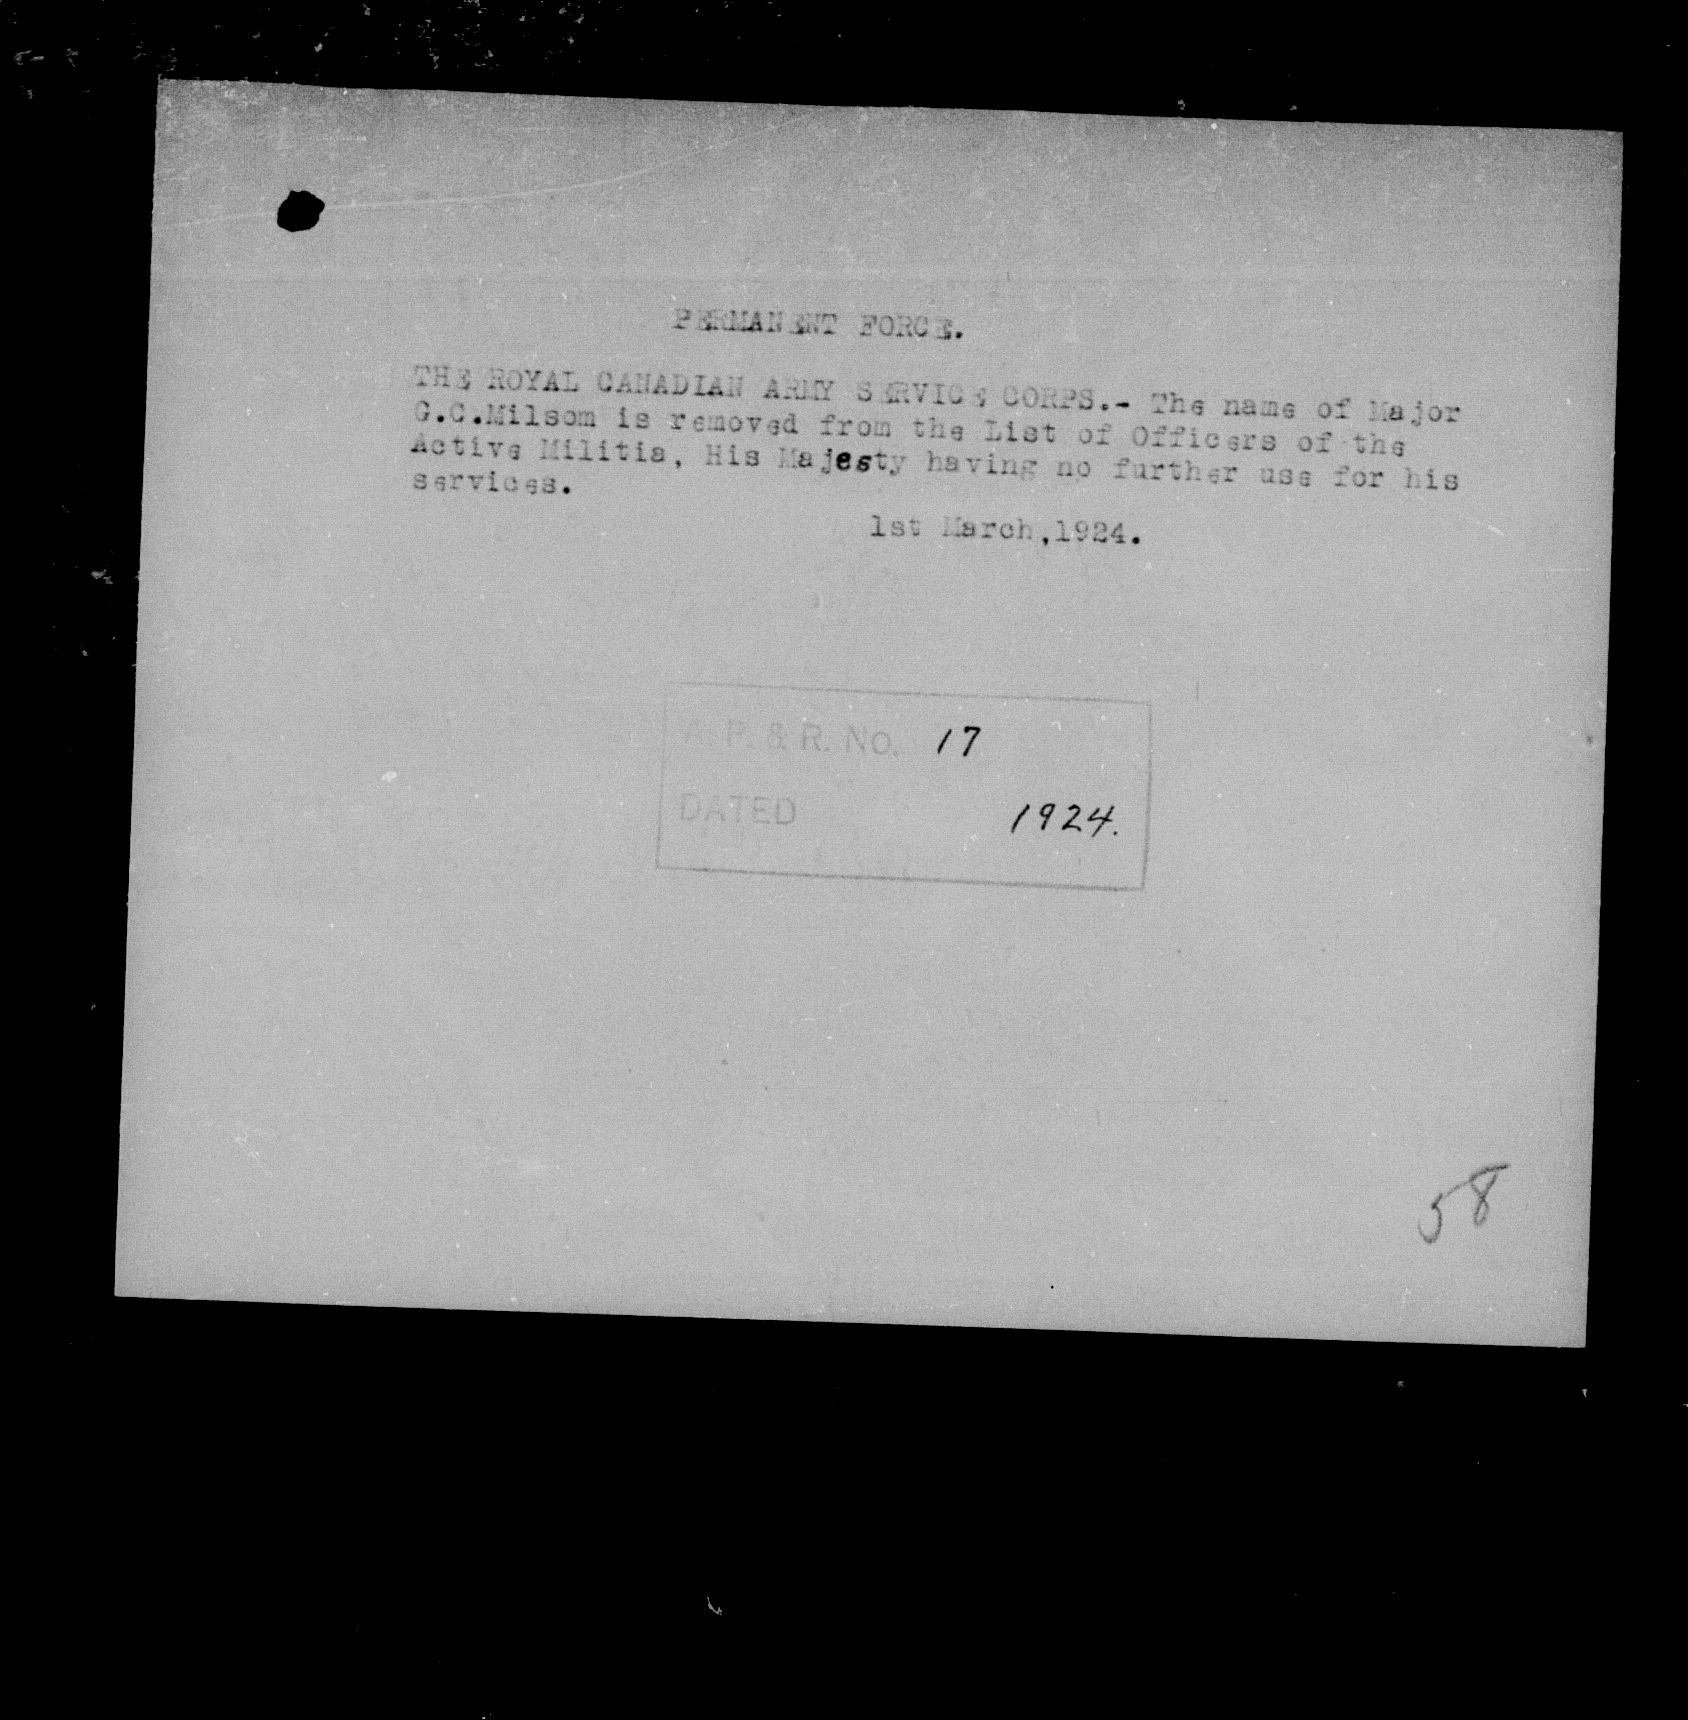 PERMANENT FORCE.
THE ROYAL CANADIAN ARMY SERVICE CORPS.- The name of Major
G.C.Milsom is removed from the List of Officers of the
Active Militia, His Majesty having no further use for his
services.
1st March,1924.
A. P. & R. No. 17
DATED 1924.
58